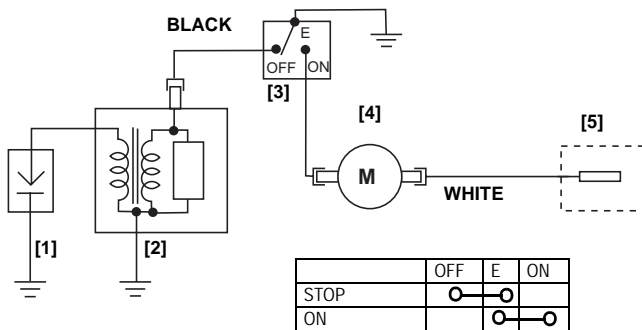 BLACK
E
OFF ON
[3]
[4]
[5]
M
WHITE
[1]
[2]
OFF E ON
STOP
ON